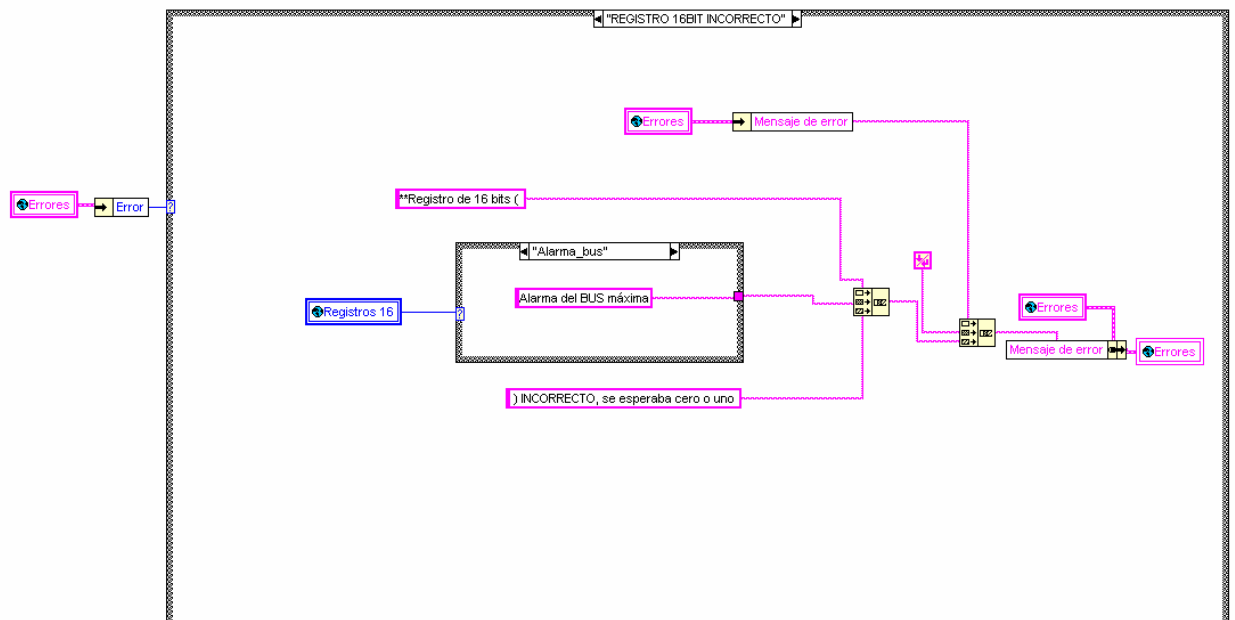 "REGISTRO 16BIT INCORRECTO"
Errores
Mensaje de error
Errores
Error
?
**Registro de 16 bits (
"Alarma_bus"
Alarma del BUS máxima
Registros 16
?
Errores
Mensaje de error
Errores
) INCORRECTO, se esperaba cero o uno